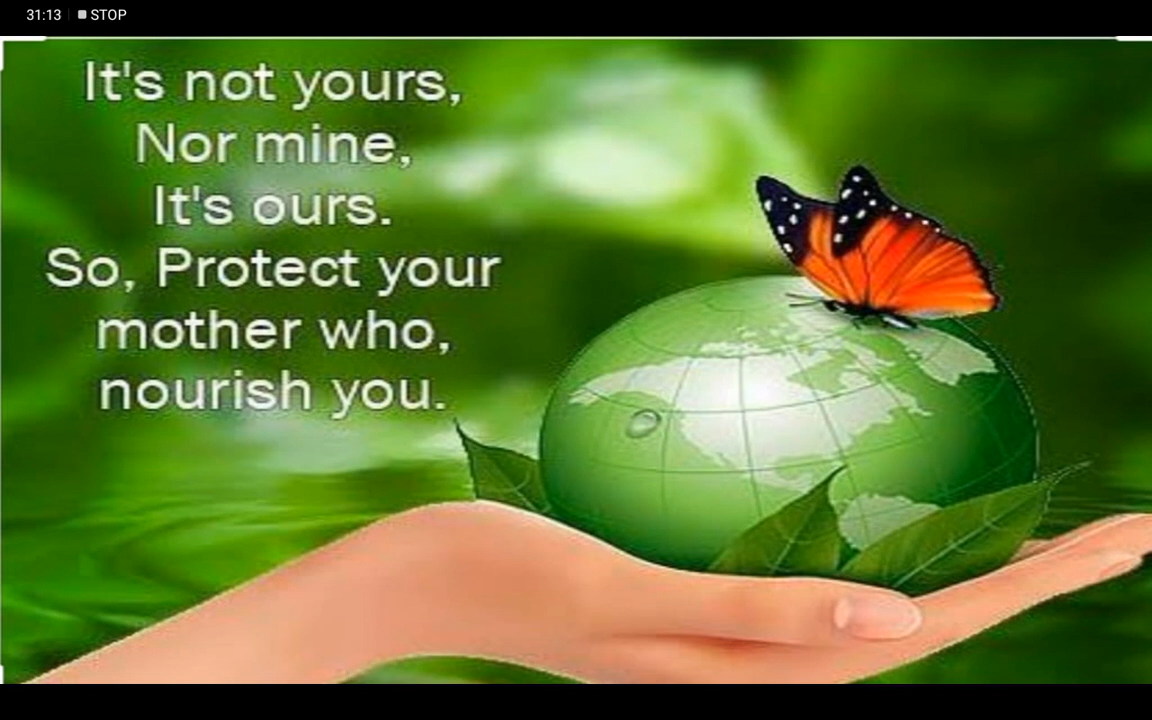 31:13 STOP
It's not yours,
Nor mine,
It's ours.
So, Protect your
mother who,
nourish you.